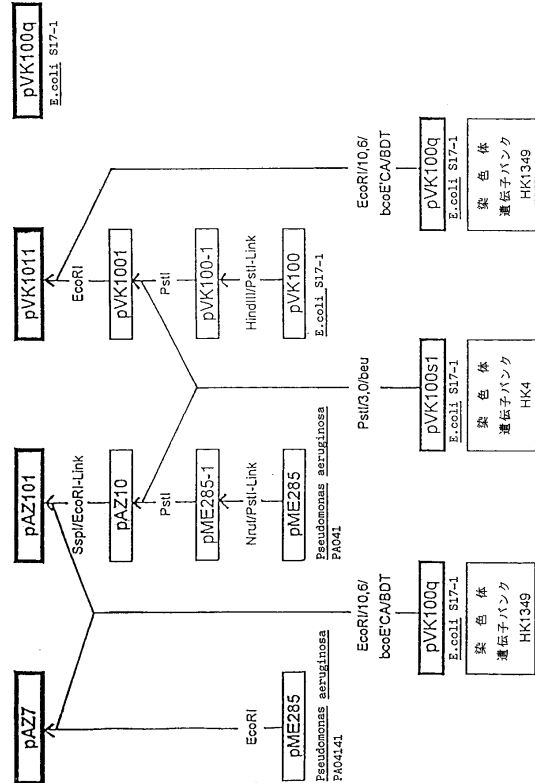 pAZ7
EcoRI
pME285
Pseudomonas aeruginosa
PA04141
EcoRI/10,6/
bcoE'CA/BDT
pVK100q
E.coli S17-1
染色体
遺伝子バンク
HK1349
pAZ101
SspI/EcoRI-Link
pAZ10
PstI
pME285-1
NruI/PstI-Link
pME285
Pseudomonas aeruginosa
PA041
PstI/3,0/beu
pVK100s1
E.coli S17-1
染色体
遺伝子バンク
HK4
pVK1011
EcoRI
pVK1001
PstI
pVK100-1
HindIII/PstI-Link
pVK100
E.coli S17-1
EcoRI/10,6/
bcoE'CA/BDT
pVK100q
E.coli S17-1
染色体
遺伝子バンク
HK1349
pVK100q
E.coli S17-1